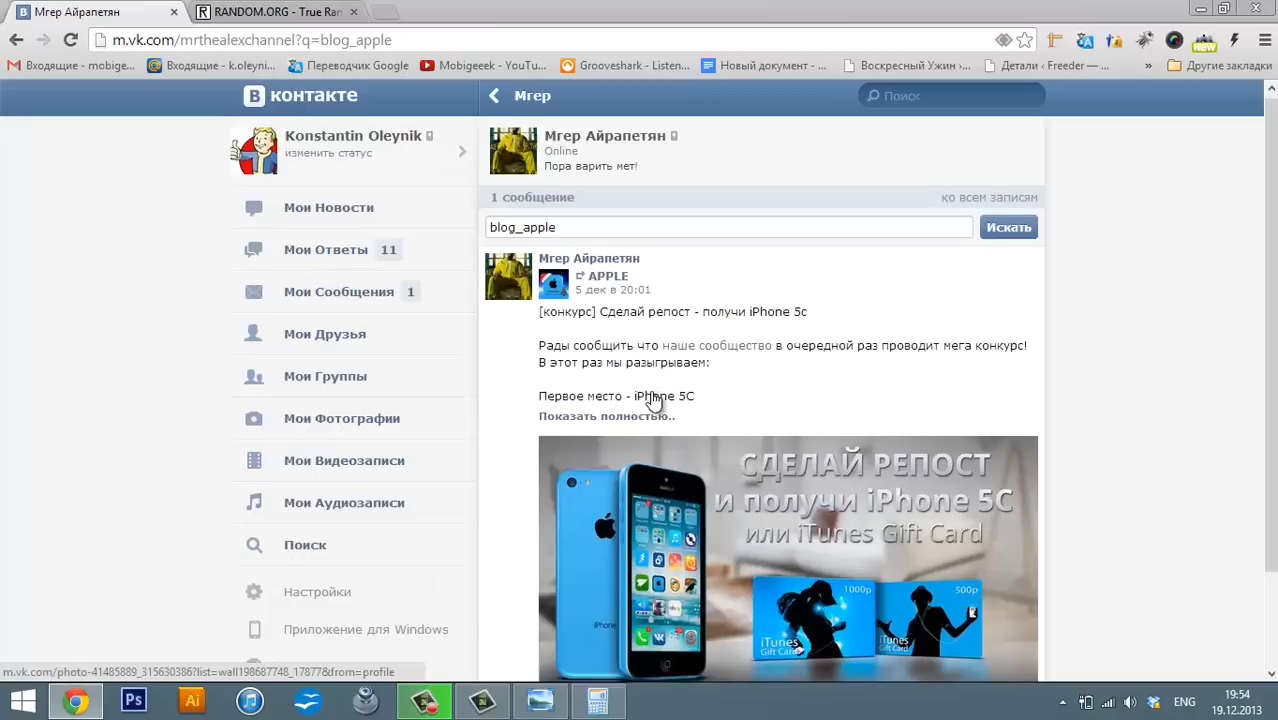 Мгер Айрапетян
RANDOM.ORG - True Ran
m.vk.com/mrthealexchannel?q=blog_apple
Входящие - mobige...
Входящие - k.oleyni...
Переводчик Google
Mobigeeek - YouTu...
Grooveshark - Listen...
Новый документ - ...
Воскресный Ужин ›...
Детали ‹ Freeder —...
»
Другие закладки
NEW
В контакте
Мгер
Поиск
Konstantin Oleynik
изменить статус
Мои Новости
Мои Ответы 11
Мои Сообщения 1
Мои Друзья
Мои Группы
Мои Фотографии
Мои Видеозаписи
Мои Аудиозаписи
Поиск
Настройки
Приложение для Windows
Мгер Айрапетян
Online
Пора варить мет!
1 сообщение
ко всем записям
blog_apple
Искать
Мгер Айрапетян
APPLE
5 дек в 20:01
[конкурс] Сделай репост - получи iPhone 5c
Рады сообщить что наше сообщество в очередной раз проводит мега конкурс!
В этот раз мы разыгрываем:
Первое место - iPhone 5C
Показать полностью..
СДЕЛАЙ РЕПОСТ
и получи iPhone 5C
или iTunes Gift Card
1000р
500р
iTunes
Gift Card
iTunes
Gift Card
iPhone
m.vk.com/photo-41485889_315630386?list=wall198687748_17877&from=profile
Ps
Ai
ENG
19:54
19.12.2013